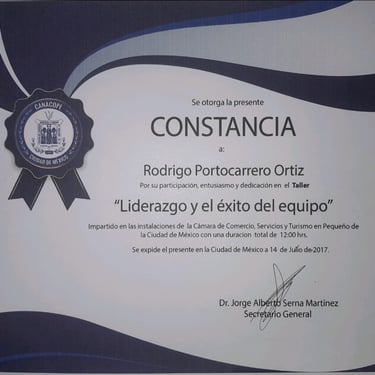 CANACOPE
CIUDAD DE MÉXICO
Se otorga la presente
CONSTANCIA
a:
Rodrigo Portocarrero Ortiz
Por su participación, entusiasmo y dedicación en el Taller
“Liderazgo y el éxito del equipo”
Impartido en las instalaciones de la Cámara de Comercio, Servicios y Turismo en Pequeño de
la Ciudad de México con una duracion total de 12:00 hrs.
Se expide el presente en la Ciudad de México a 14 de Julio de-2017.
Dr. Jorge Alberto Serna Martínez
Secretario General